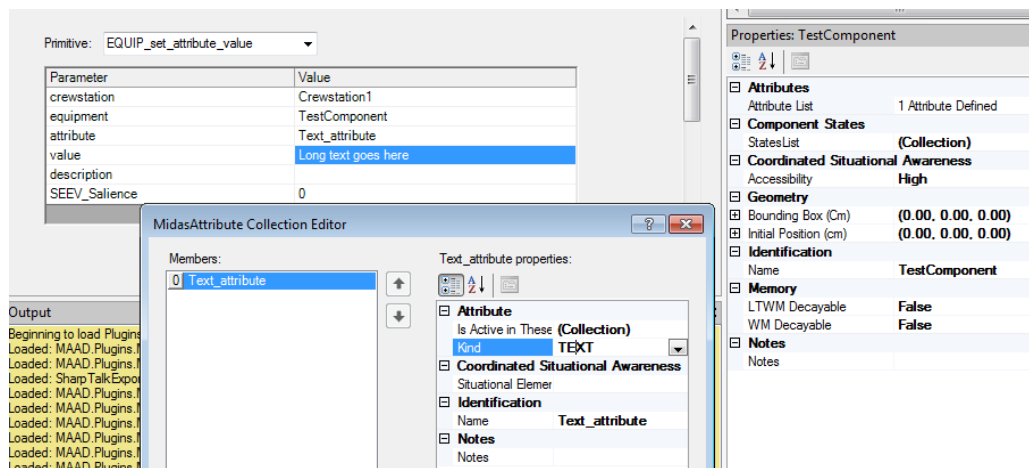 Primitive: EQUIP_set_attribute_value
Parameter Value
crewstation Crewstation1
equipment TestComponent
attribute Text_attribute
value Long text goes here
description
SEEV_Salience 0
MidasAttribute Collection Editor
Members:
0 Text_attribute
Text_attribute properties:
Attribute
Is Active in These (Collection)
Kind TEXT
Coordinated Situational Awareness
Situational Elemer
Identification
Name Text_attribute
Notes
Notes
Output
Beginning to load Plugins
Loaded: MAAD.Plugins.M
Loaded: MAAD.Plugins.M
Loaded: SharpTalkExpor
Loaded: MAAD.Plugins.M
Loaded: MAAD.Plugins.M
Loaded: MAAD.Plugins.M
Loaded: MAAD.Plugins.M
Loaded: MAAD.Plugins.M
Loaded: MAAD.Plugins.M
Properties: TestComponent
Attributes
Attribute List 1 Attribute Defined
Component States
StatesList (Collection)
Coordinated Situational Awareness
Accessibility High
Geometry
Bounding Box (Cm) (0.00, 0.00, 0.00)
Initial Position (cm) (0.00, 0.00, 0.00)
Identification
Name TestComponent
Memory
LTWM Decayable False
WM Decayable False
Notes
Notes